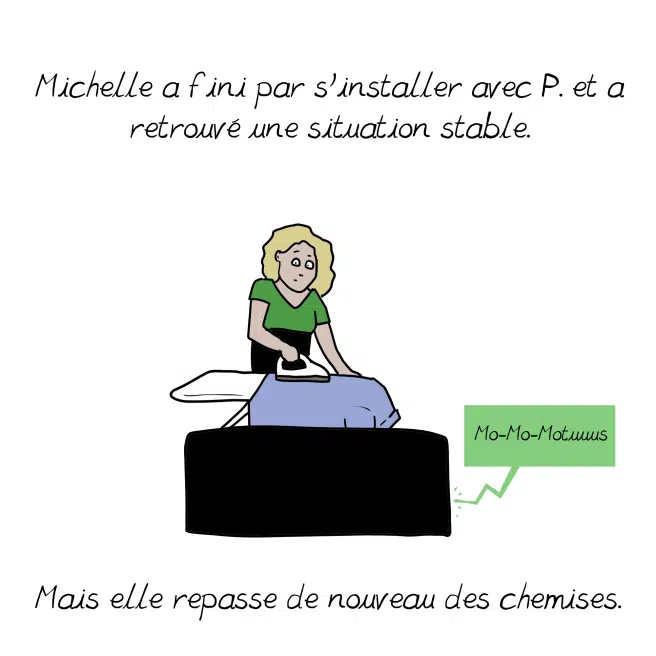 Michelle a fini par s'installer avec P. et a
retrouvé une situation stable.
Mo-Mo-Motuuus
Mais elle repasse de nouveau des chemises.